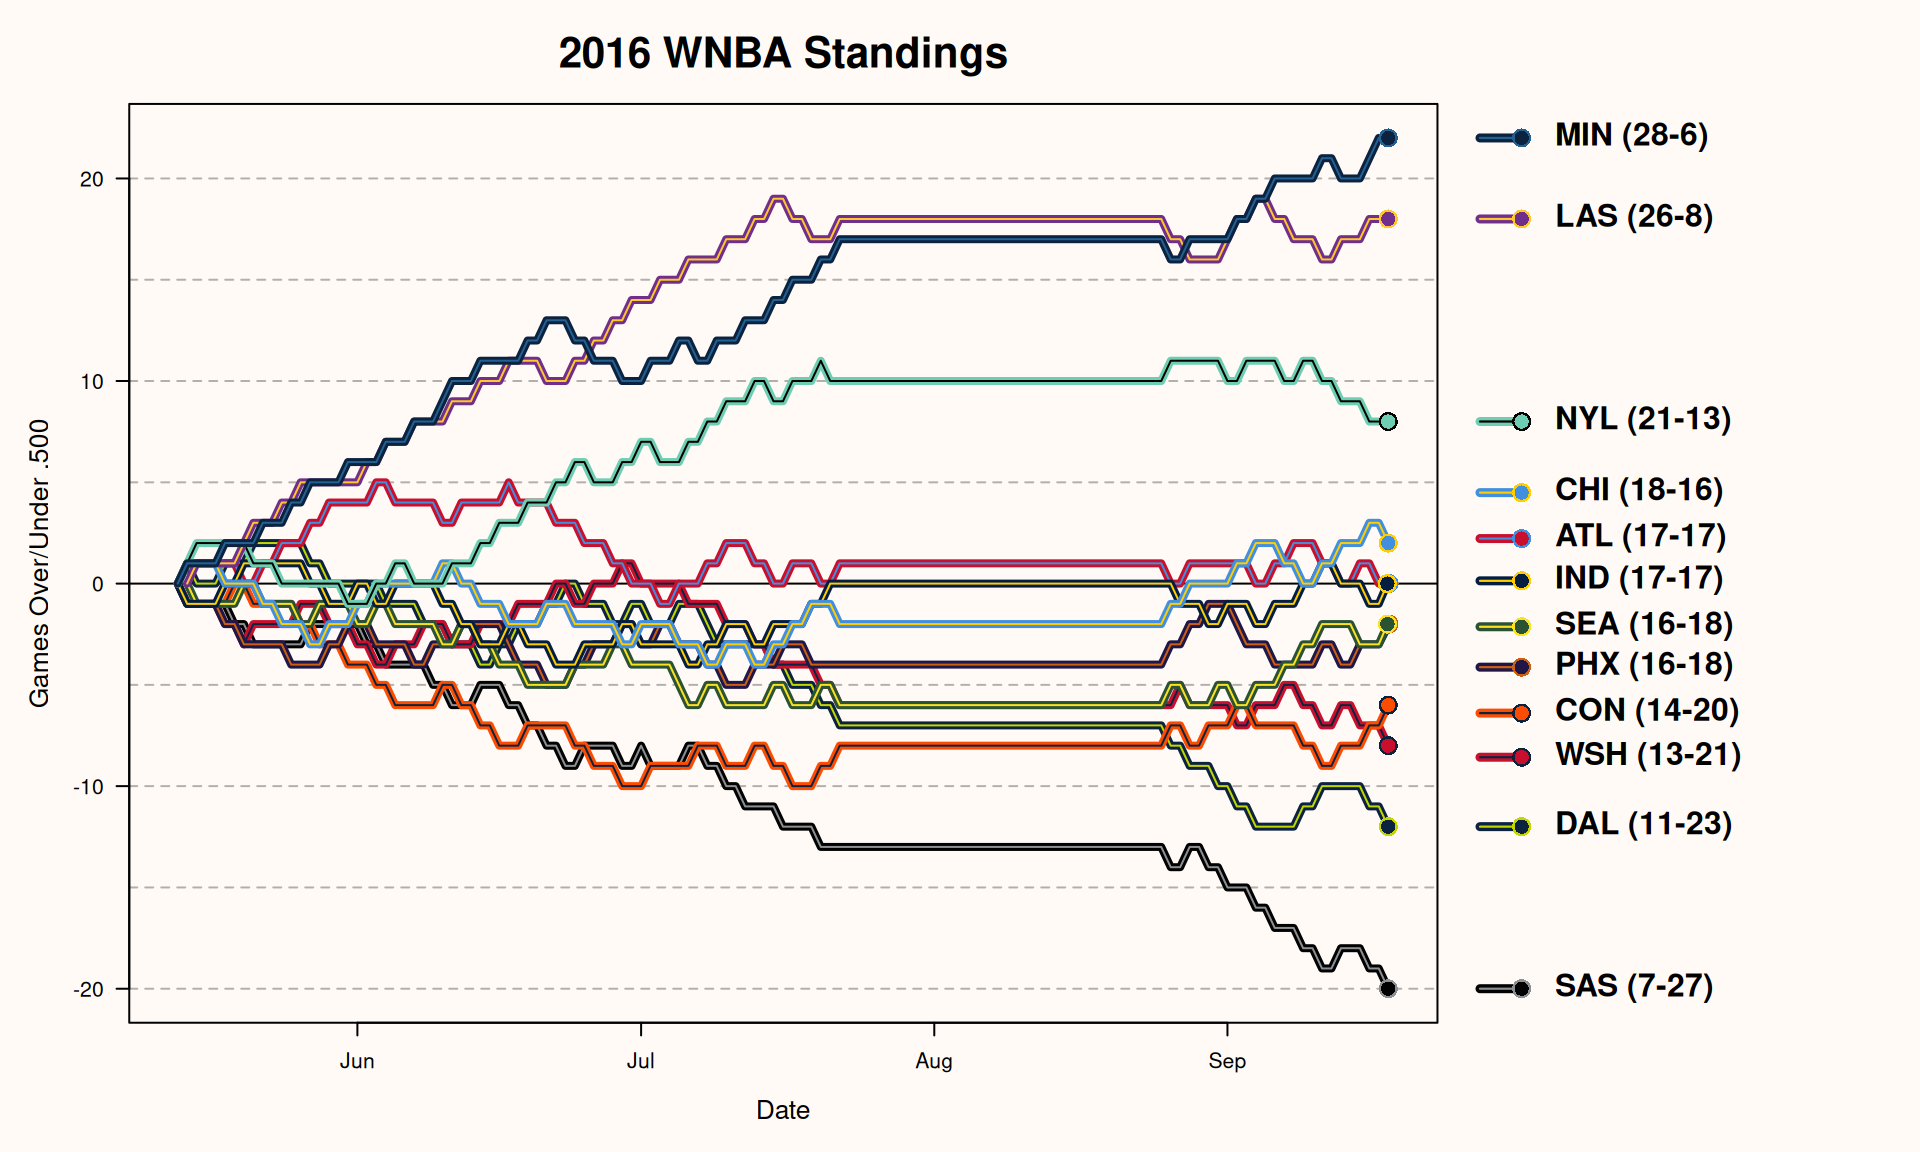 2016 WNBA Standings
Games Over/Under .500
20
10
0
-10
-20
Jun
Jul
Aug
Sep
Date
MIN (28-6)
LAS (26-8)
NYL (21-13)
CHI (18-16)
ATL (17-17)
IND (17-17)
SEA (16-18)
PHX (16-18)
CON (14-20)
WSH (13-21)
DAL (11-23)
SAS (7-27)